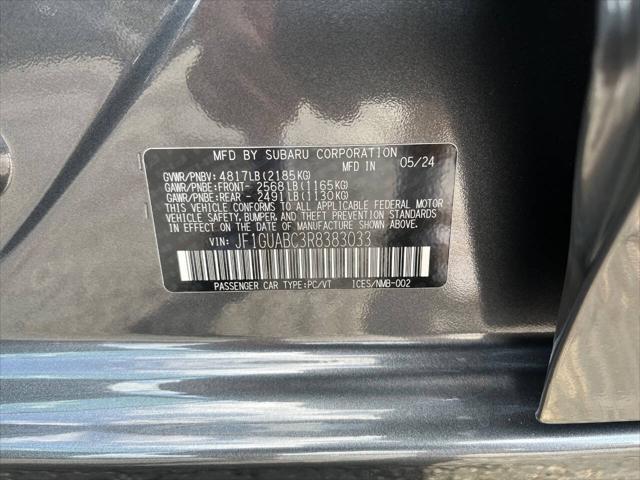 MFD BY SUBARU CORPORATION
MFD IN 05/24
GVWR/PNBV: 4817LB(2185KG)
GAWR/PNBE:FRONT- 2568LB(1165KG)
GAWR/PNBE:REAR - 2491LB(1130KG)
THIS VEHICLE CONFORMS TO ALL APPLICABLE FEDERAL MOTOR
VEHICLE SAFETY, BUMPER, AND THEFT PREVENTION STANDARDS
IN EFFECT ON THE DATE OF MANUFACTURE SHOWN ABOVE.
VIN: JF1GUABC3R8383033
PASSENGER CAR TYPE:PC/VT ICES/NMB-002